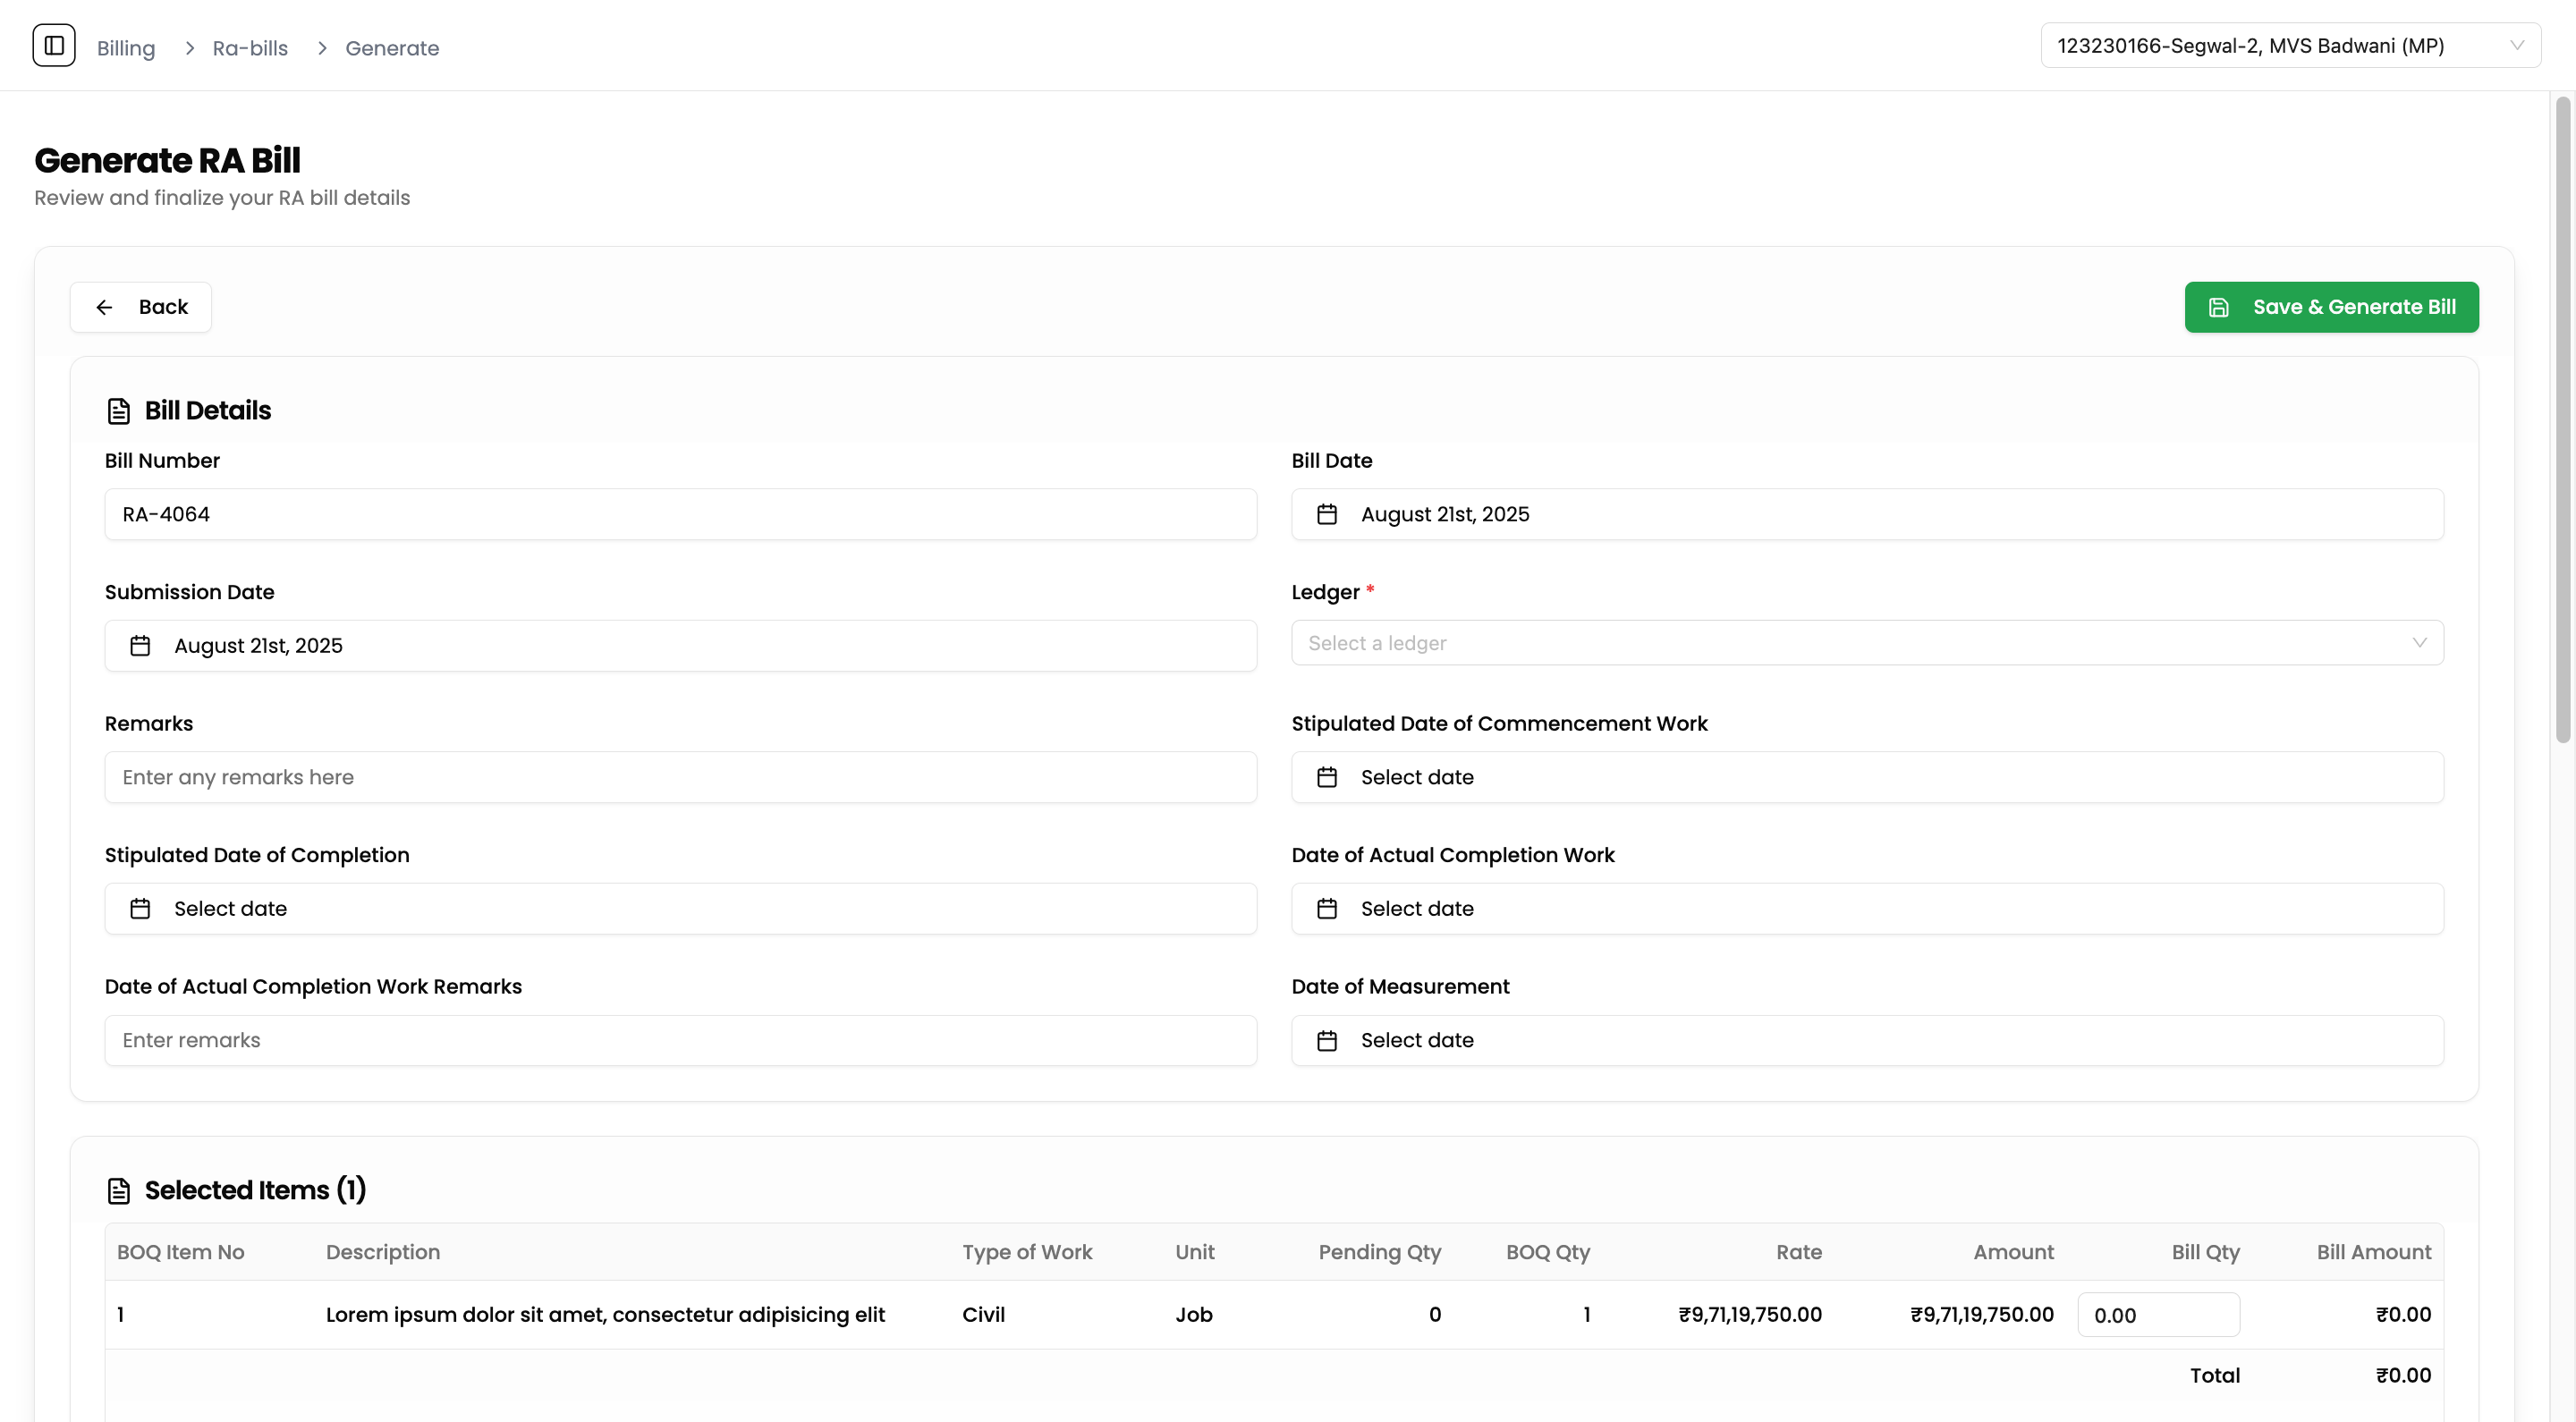 Billing > Ra-bills > Generate
123230166-Segwal-2, MVS Badwani (MP)
Generate RA Bill
Review and finalize your RA bill details
Back
Save & Generate Bill
Bill Details
Bill Number
RA-4064
Bill Date
August 21st, 2025
Submission Date
August 21st, 2025
Ledger *
Select a ledger
Remarks
Enter any remarks here
Stipulated Date of Commencement Work
Select date
Stipulated Date of Completion
Select date
Date of Actual Completion Work
Select date
Date of Actual Completion Work Remarks
Enter remarks
Date of Measurement
Select date
Selected Items (1)
BOQ Item No Description Type of Work Unit Pending Qty BOQ Qty Rate Amount Bill Qty Bill Amount
1 Lorem ipsum dolor sit amet, consectetur adipisicing elit Civil Job 0 1 ₹9,71,19,750.00 ₹9,71,19,750.00 0.00 ₹0.00
Total ₹0.00